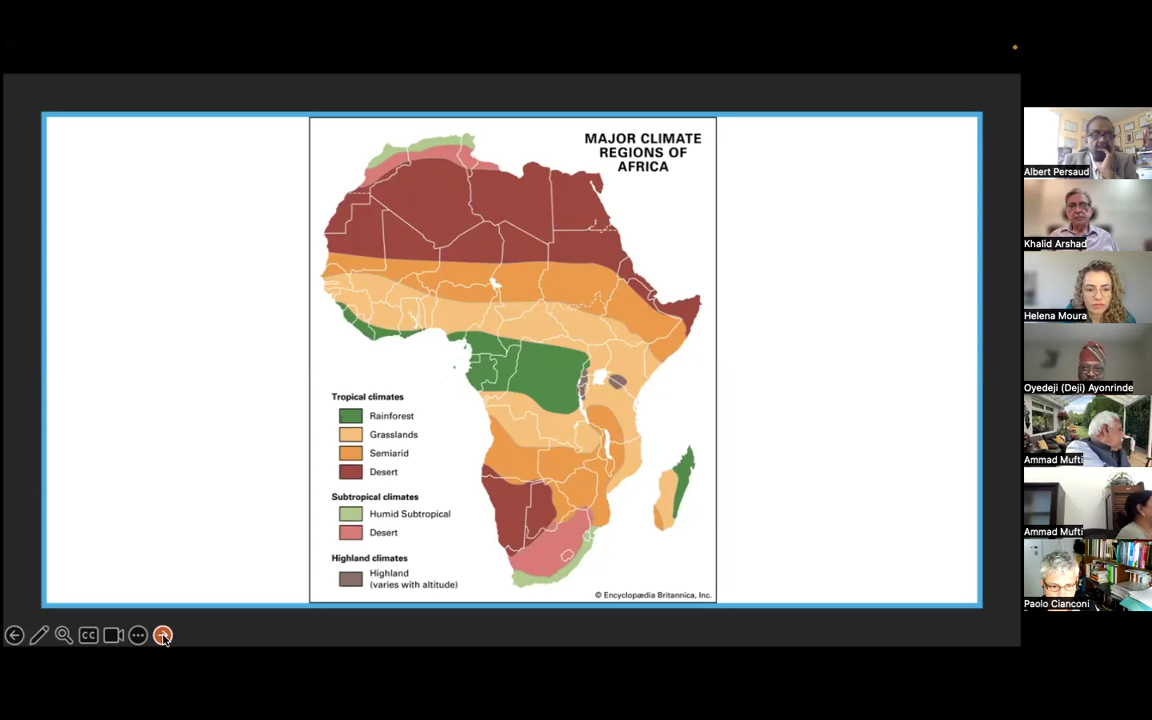 MAJOR CLIMATE
REGIONS OF
AFRICA
Tropical climates
Rainforest
Grasslands
Semiarid
Desert
Subtropical climates
Humid Subtropical
Desert
Highland climates
Highland
(varies with altitude)
© Encyclopædia Britannica, Inc.
CC
Albert Persaud
Khalid Arshad
Helena Moura
Oyedeji (Deji) Ayonrinde
Ammad Mufti
Ammad Mufti
Paolo Cianconi